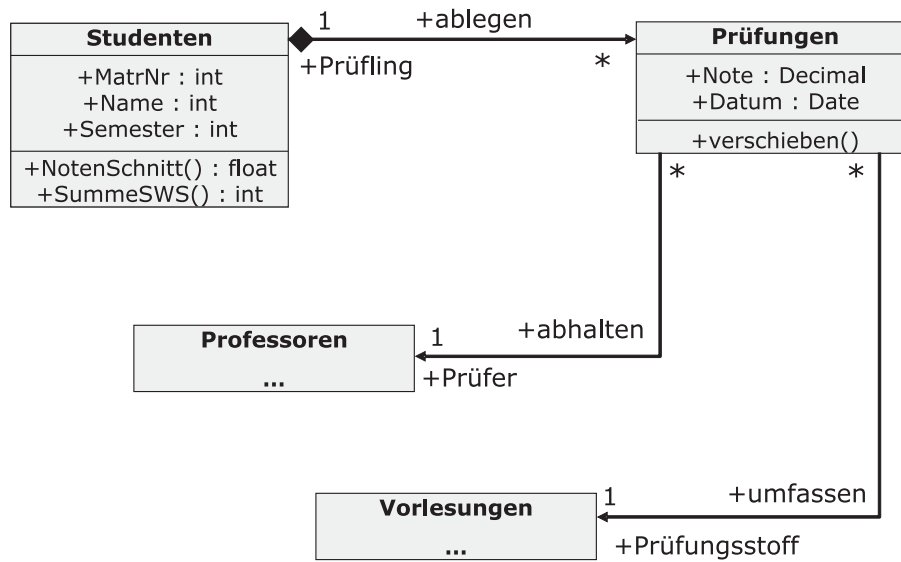 Studenten
+MatrNr : int
+Name : int
+Semester : int
+NotenSchnitt() : float
+SummeSWS() : int
1
+ablegen
+Prüfling
*
Prüfungen
+Note : Decimal
+Datum : Date
+verschieben()
*
*
Professoren
...
1
+abhalten
+Prüfer
Vorlesungen
...
1
+umfassen
+Prüfungsstoff